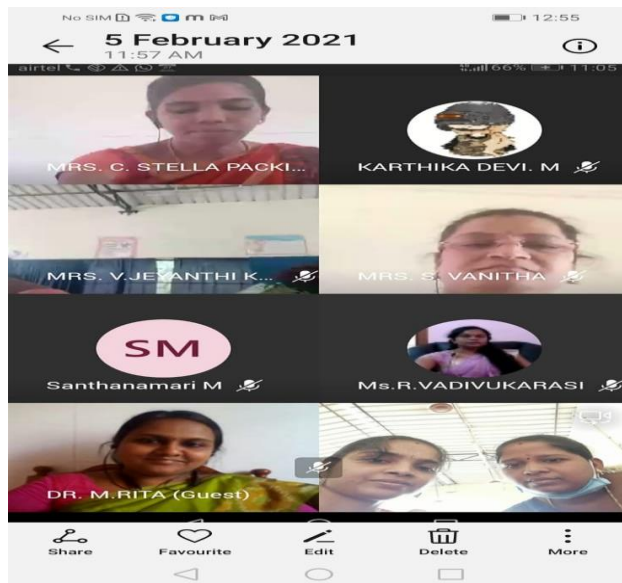 No SIM 12:55
5 February 2021
11:57 AM
airtel 66% 11:05
MRS. C. STELLA PACKI... KARTHIKA DEVI. M
MRS. V.JEYANTHI K... MRS. S. VANITHA
SM
Santhanamari M Ms.R.VADIVUKARASI
DR. M.RITA (Guest)
Share Favourite Edit Delete More